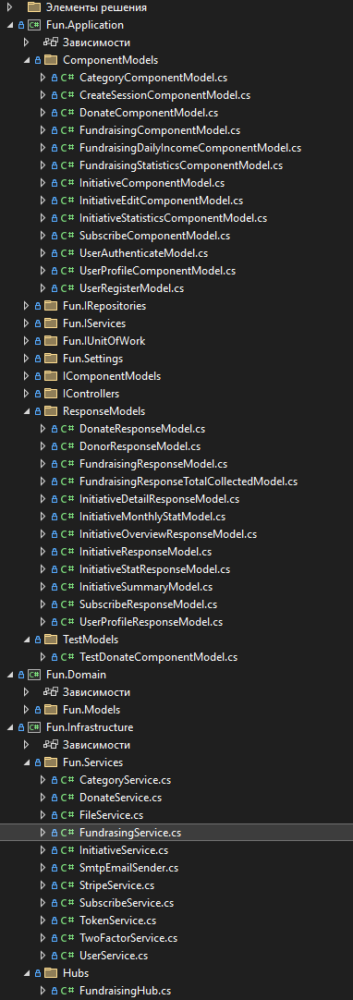 Элементы решения
C# Fun.Application
Зависимости
ComponentModels
C# CategoryComponentModel.cs
C# CreateSessionComponentModel.cs
C# DonateComponentModel.cs
C# FundraisingComponentModel.cs
C# FundraisingDailyIncomeComponentModel.cs
C# FundraisingStatisticsComponentModel.cs
C# InitiativeComponentModel.cs
C# InitiativeEditComponentModel.cs
C# InitiativeStatisticsComponentModel.cs
C# SubscribeComponentModel.cs
C# UserAuthenticateModel.cs
C# UserProfileComponentModel.cs
C# UserRegisterModel.cs
Fun.IRepositories
Fun.IServices
Fun.IUnitOfWork
Fun.Settings
IComponentModels
IControllers
ResponseModels
C# DonateResponseModel.cs
C# DonorResponseModel.cs
C# FundraisingResponseModel.cs
C# FundraisingResponseTotalCollectedModel.cs
C# InitiativeDetailResponseModel.cs
C# InitiativeMonthlyStatModel.cs
C# InitiativeOverviewResponseModel.cs
C# InitiativeResponseModel.cs
C# InitiativeStatResponseModel.cs
C# InitiativeSummaryModel.cs
C# SubscribeResponseModel.cs
C# UserProfileResponseModel.cs
TestModels
C# TestDonateComponentModel.cs
C# Fun.Domain
Зависимости
Fun.Models
C# Fun.Infrastructure
Зависимости
Fun.Services
C# CategoryService.cs
C# DonateService.cs
C# FileService.cs
C# FundrasingService.cs
C# InitiativeService.cs
C# SmtpEmailSender.cs
C# StripeService.cs
C# SubscribeService.cs
C# TokenService.cs
C# TwoFactorService.cs
C# UserService.cs
Hubs
C# FundraisingHub.cs